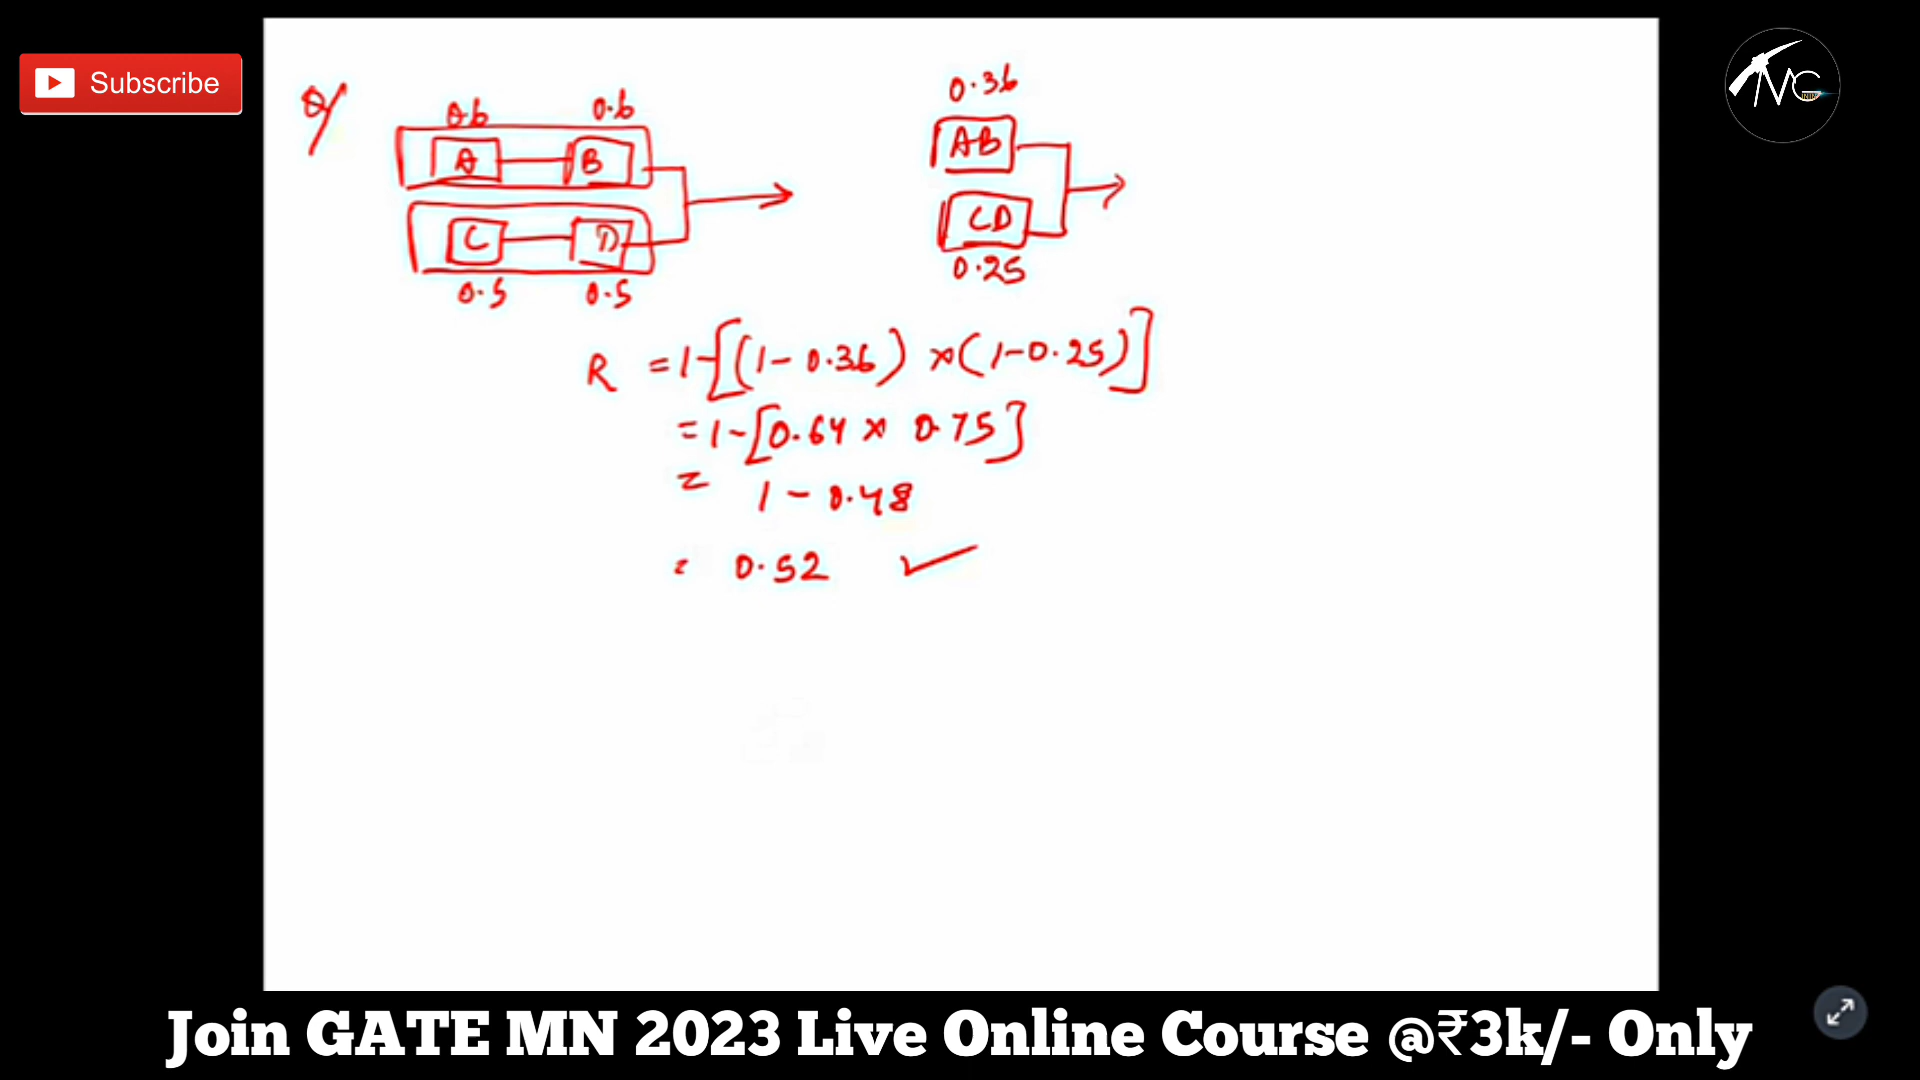 Subscribe
Q/
0.6 0.6
A B
C D
0.5 0.5
0.36
AB
CD
0.25
R = 1-[(1-0.36) × (1-0.25)]
= 1-[0.64 × 0.75]
= 1 - 0.48
= 0.52 ✓
MG
Join GATE MN 2023 Live Online Course @₹3k/- Only